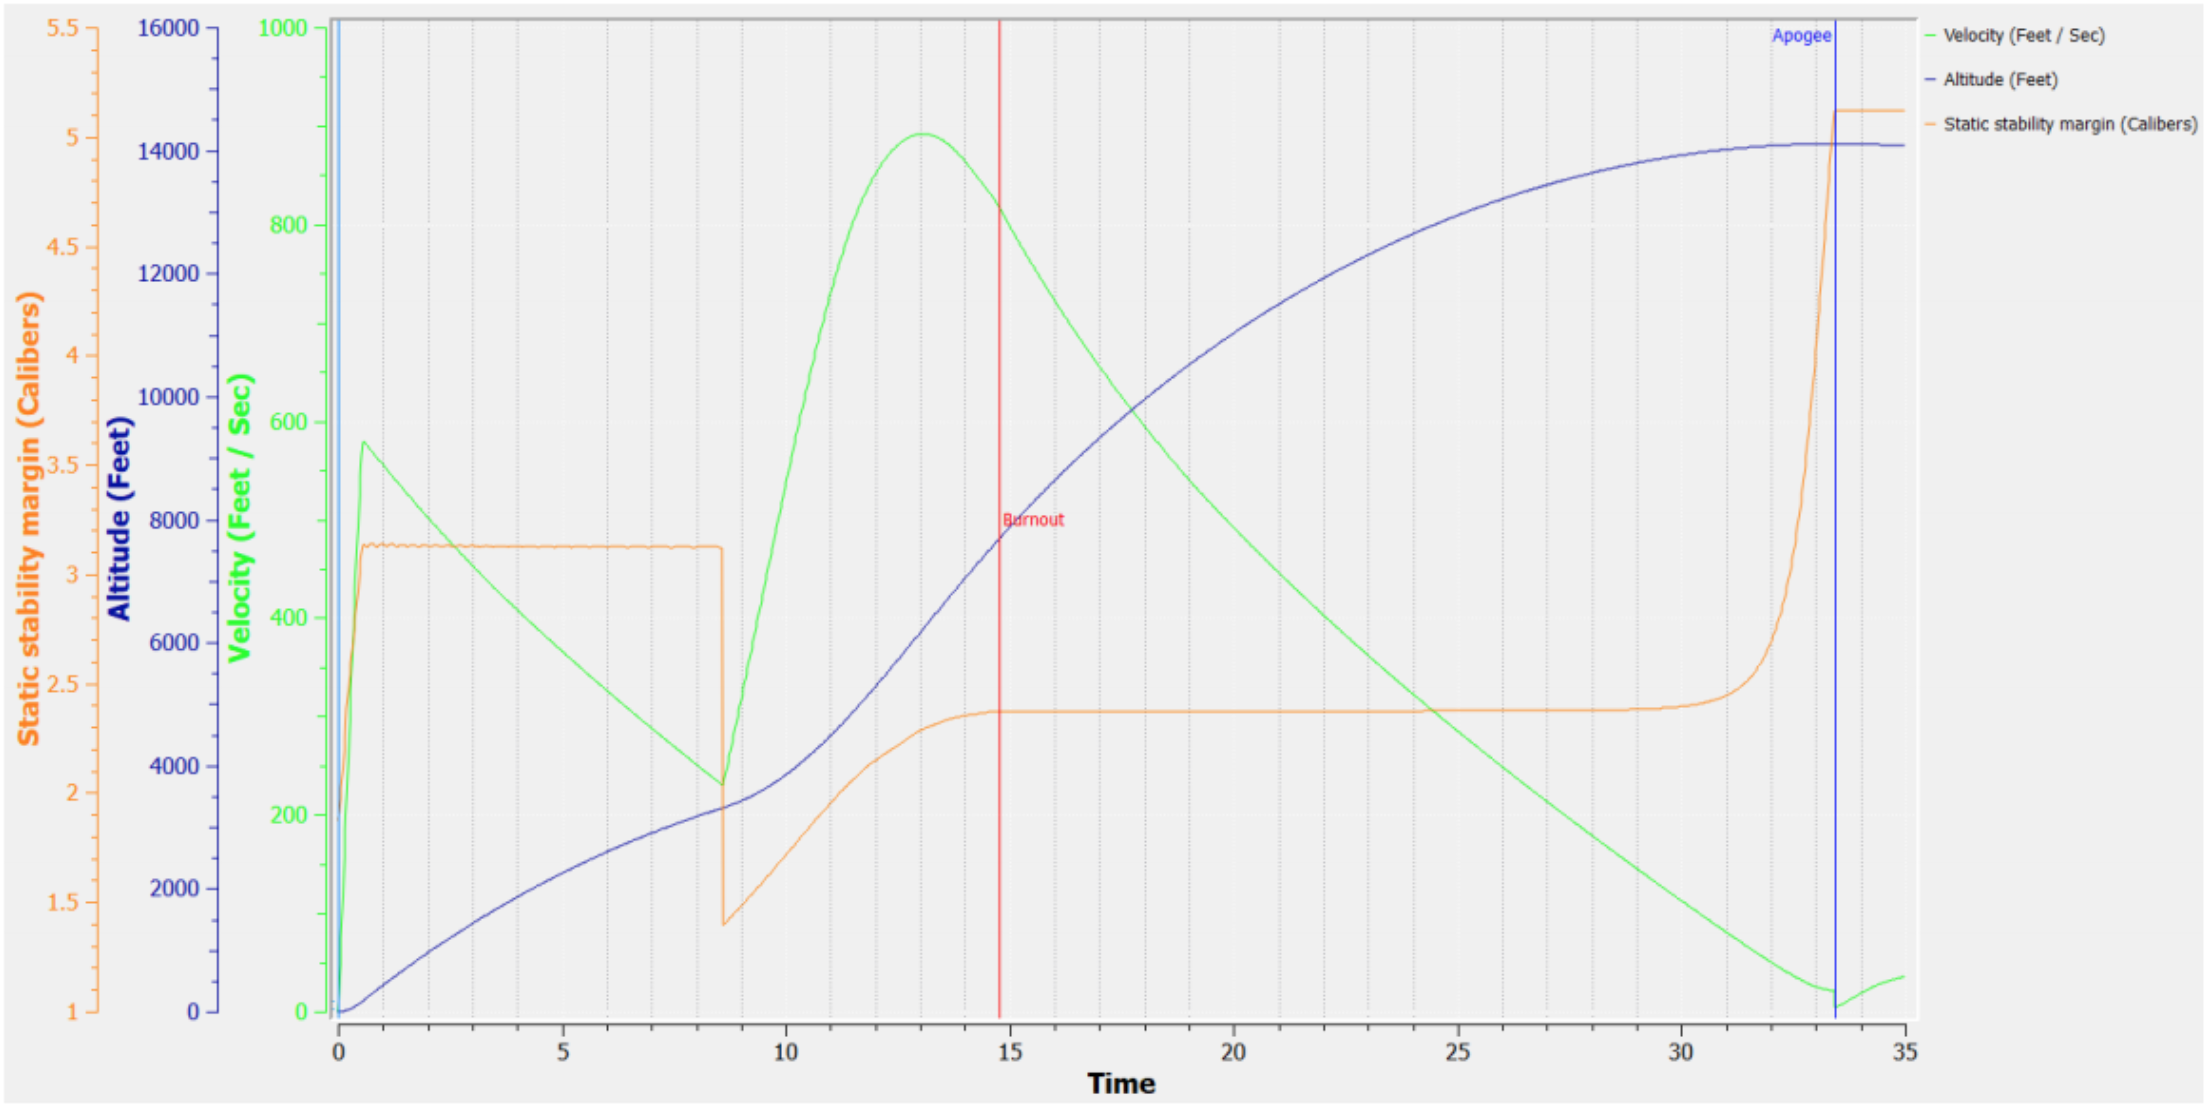 Static stability margin (Calibers)
5.5
5
4.5
4
3.5
3
2.5
2
1.5
1
Altitude (Feet)
16000
14000
12000
10000
8000
6000
4000
2000
0
Velocity (Feet / Sec)
1000
800
600
400
200
0
Burnout
Apogee
Velocity (Feet / Sec)
Altitude (Feet)
Static stability margin (Calibers)
0 5 10 15 20 25 30 35
Time